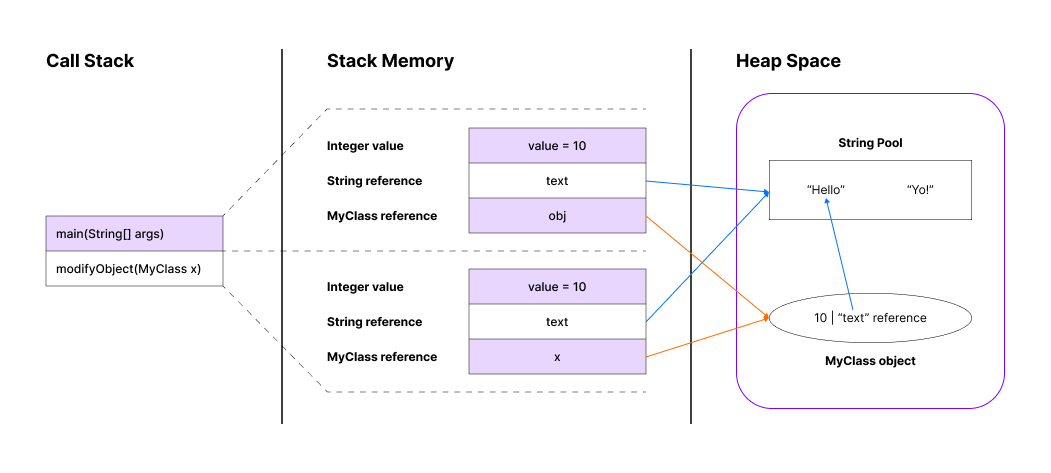 Call Stack
Stack Memory
Heap Space
main(String[] args)
modifyObject(MyClass x)
Integer value
value = 10
String reference
text
MyClass reference
obj
Integer value
value = 10
String reference
text
MyClass reference
x
String Pool
“Hello”
“Yo!”
10 | “text” reference
MyClass object